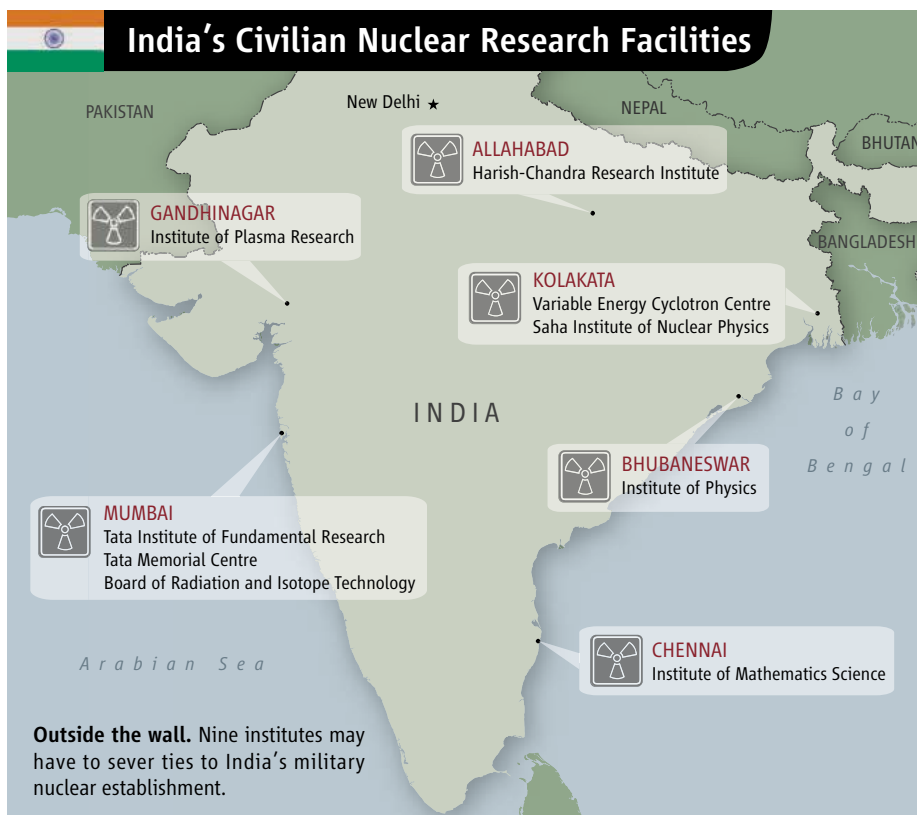 India's Civilian Nuclear Research Facilities
PAKISTAN
New Delhi
NEPAL
BHUTAN
ALLAHABAD
Harish-Chandra Research Institute
GANDHINAGAR
Institute of Plasma Research
BANGLADESH
KOLAKATA
Variable Energy Cyclotron Centre
Saha Institute of Nuclear Physics
INDIA
Bay
of
Bengal
BHUBANESWAR
Institute of Physics
MUMBAI
Tata Institute of Fundamental Research
Tata Memorial Centre
Board of Radiation and Isotope Technology
CHENNAI
Institute of Mathematics Science
Arabian Sea
Outside the wall. Nine institutes may
have to sever ties to India's military
nuclear establishment.